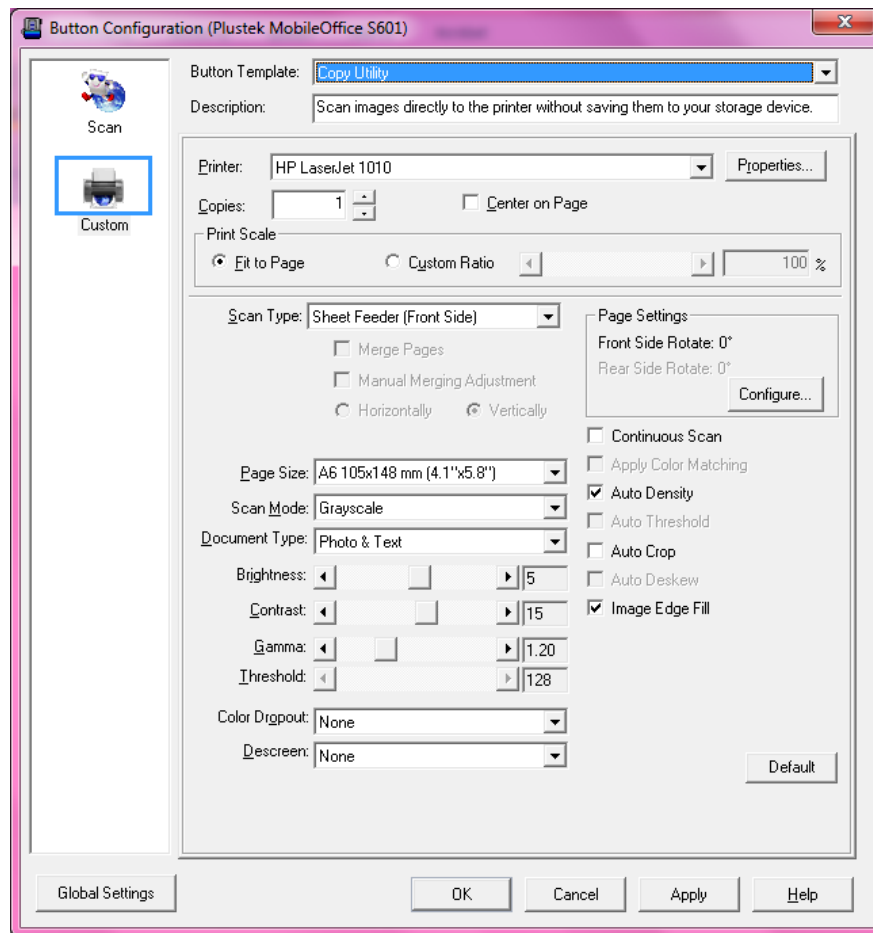 Button Configuration (Plustek MobileOffice S601)
Scan
Custom
Button Template: Copy Utility
Description: Scan images directly to the printer without saving them to your storage device.
Printer: HP LaserJet 1010 Properties...
Copies: 1 Center on Page
Print Scale
Fit to Page Custom Ratio 100 %
Scan Type: Sheet Feeder (Front Side)
Merge Pages
Manual Merging Adjustment
Horizontally Vertically
Page Settings
Front Side Rotate: 0°
Rear Side Rotate: 0°
Configure...
Page Size: A6 105x148 mm (4.1"x5.8")
Scan Mode: Grayscale
Document Type: Photo & Text
Brightness: 5
Contrast: 15
Gamma: 1.20
Threshold: 128
Color Dropout: None
Descreen: None
Continuous Scan
Apply Color Matching
Auto Density
Auto Threshold
Auto Crop
Auto Deskew
Image Edge Fill
Default
Global Settings OK Cancel Apply Help